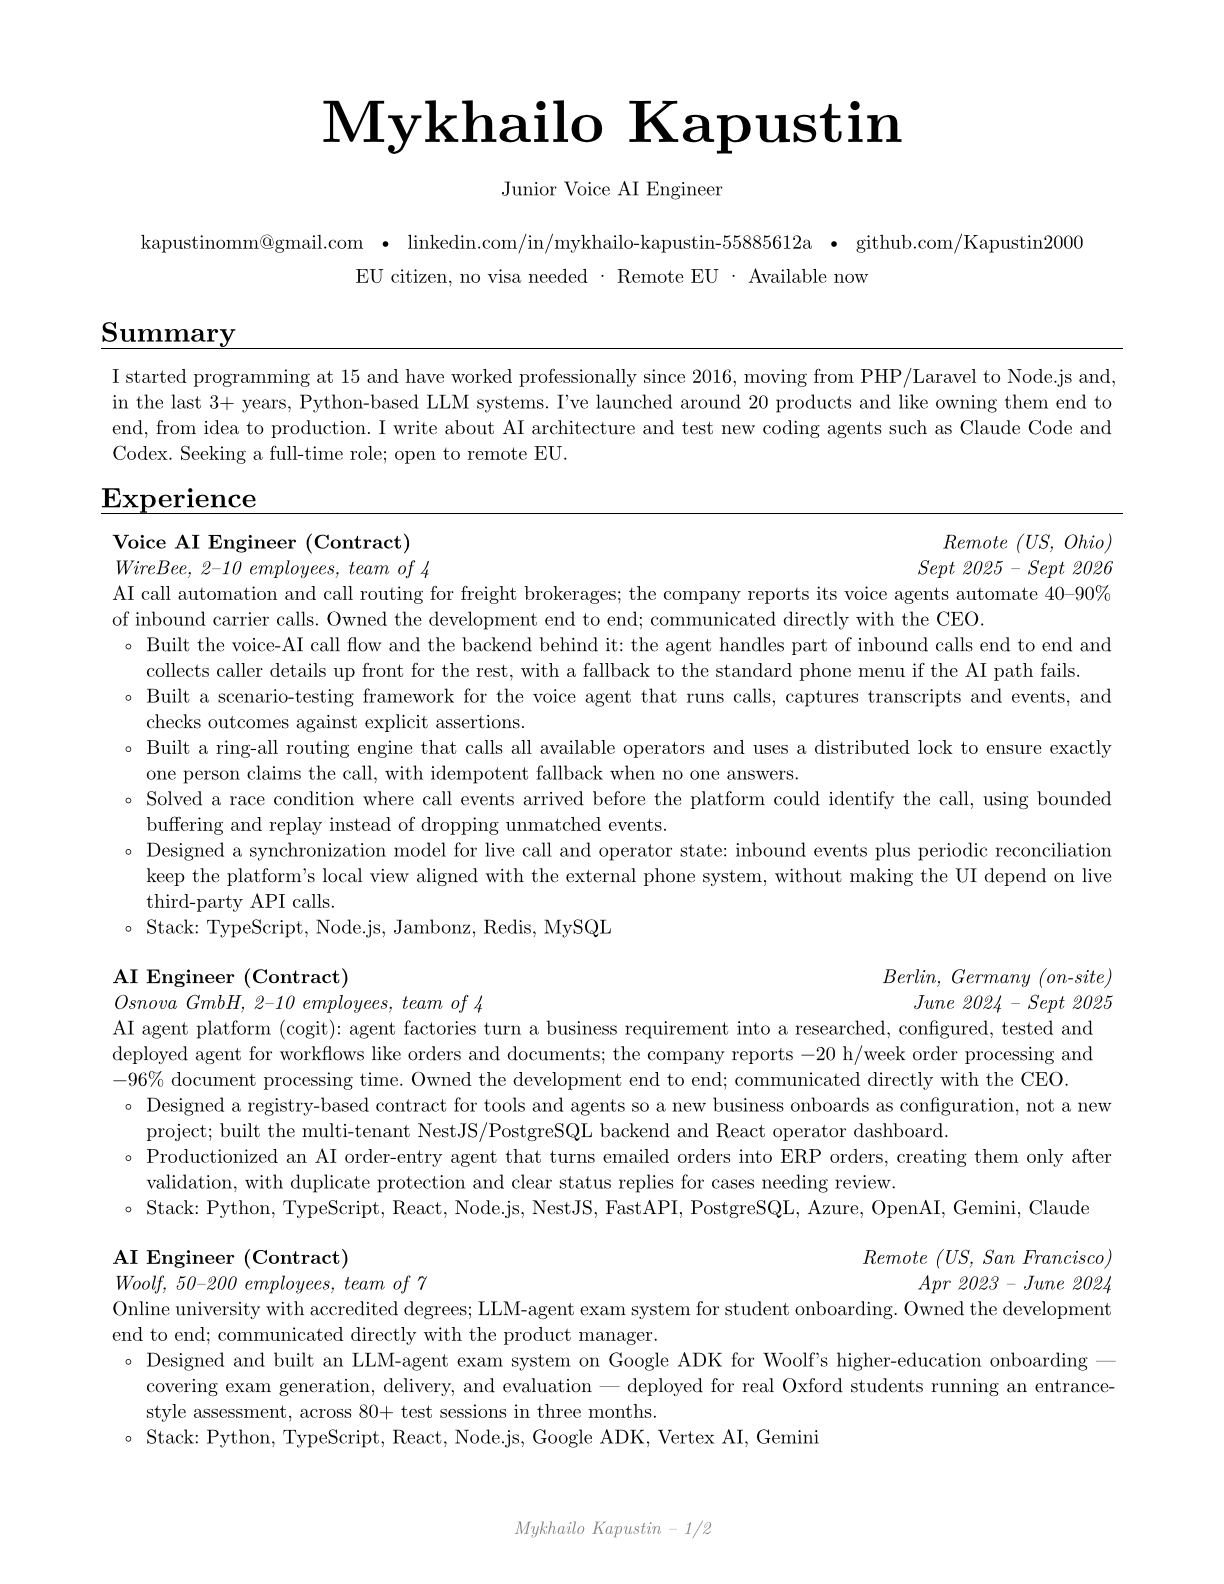 Mykhailo Kapustin
Junior Voice AI Engineer
kapustinomm@gmail.com • linkedin.com/in/mykhailo-kapustin-55885612a • github.com/Kapustin2000
EU citizen, no visa needed · Remote EU · Available now
Summary
I started programming at 15 and have worked professionally since 2016, moving from PHP/Laravel to Node.js and,
in the last 3+ years, Python-based LLM systems. I've launched around 20 products and like owning them end to
end, from idea to production. I write about AI architecture and test new coding agents such as Claude Code and
Codex. Seeking a full-time role; open to remote EU.
Experience
Voice AI Engineer (Contract) Remote (US, Ohio)
WireBee, 2–10 employees, team of 4 Sept 2025 – Sept 2026
AI call automation and call routing for freight brokerages; the company reports its voice agents automate 40–90%
of inbound carrier calls. Owned the development end to end; communicated directly with the CEO.
◦ Built the voice-AI call flow and the backend behind it: the agent handles part of inbound calls end to end and
collects caller details up front for the rest, with a fallback to the standard phone menu if the AI path fails.
◦ Built a scenario-testing framework for the voice agent that runs calls, captures transcripts and events, and
checks outcomes against explicit assertions.
◦ Built a ring-all routing engine that calls all available operators and uses a distributed lock to ensure exactly
one person claims the call, with idempotent fallback when no one answers.
◦ Solved a race condition where call events arrived before the platform could identify the call, using bounded
buffering and replay instead of dropping unmatched events.
◦ Designed a synchronization model for live call and operator state: inbound events plus periodic reconciliation
keep the platform's local view aligned with the external phone system, without making the UI depend on live
third-party API calls.
◦ Stack: TypeScript, Node.js, Jambonz, Redis, MySQL
AI Engineer (Contract) Berlin, Germany (on-site)
Osnova GmbH, 2–10 employees, team of 4 June 2024 – Sept 2025
AI agent platform (cogit): agent factories turn a business requirement into a researched, configured, tested and
deployed agent for workflows like orders and documents; the company reports −20 h/week order processing and
−96% document processing time. Owned the development end to end; communicated directly with the CEO.
◦ Designed a registry-based contract for tools and agents so a new business onboards as configuration, not a new
project; built the multi-tenant NestJS/PostgreSQL backend and React operator dashboard.
◦ Productionized an AI order-entry agent that turns emailed orders into ERP orders, creating them only after
validation, with duplicate protection and clear status replies for cases needing review.
◦ Stack: Python, TypeScript, React, Node.js, NestJS, FastAPI, PostgreSQL, Azure, OpenAI, Gemini, Claude
AI Engineer (Contract) Remote (US, San Francisco)
Woolf, 50–200 employees, team of 7 Apr 2023 – June 2024
Online university with accredited degrees; LLM-agent exam system for student onboarding. Owned the development
end to end; communicated directly with the product manager.
◦ Designed and built an LLM-agent exam system on Google ADK for Woolf's higher-education onboarding —
covering exam generation, delivery, and evaluation — deployed for real Oxford students running an entrance-
style assessment, across 80+ test sessions in three months.
◦ Stack: Python, TypeScript, React, Node.js, Google ADK, Vertex AI, Gemini
Mykhailo Kapustin – 1/2